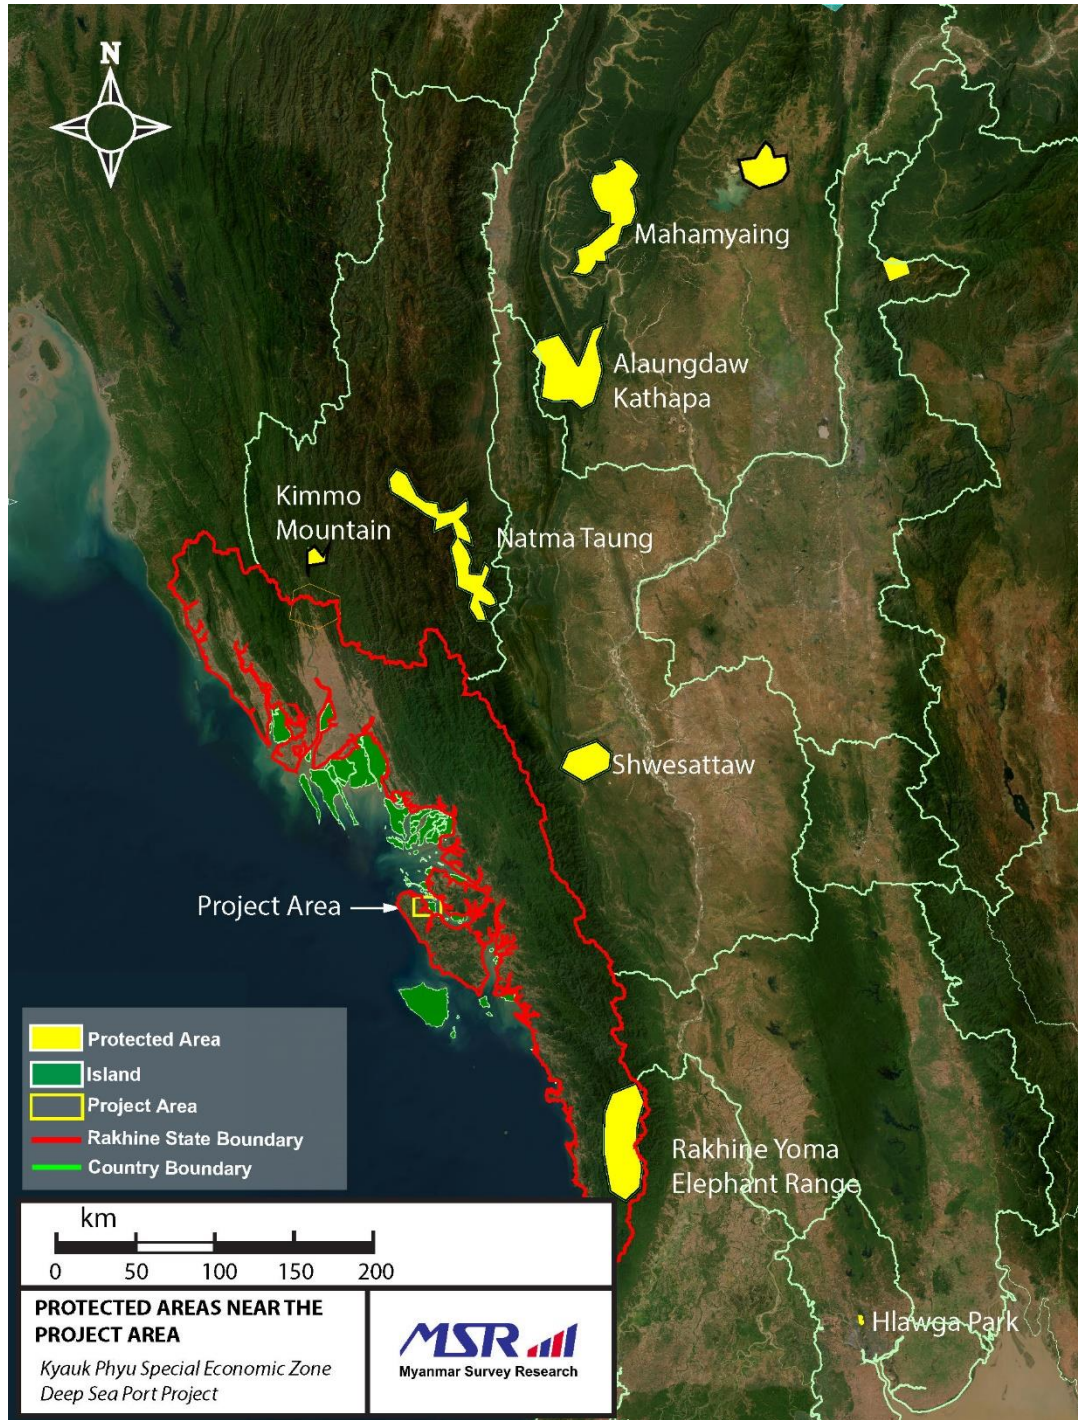 N
Mahamyaing
Alaungdaw
Kathapa
Kimmo
Mountain
Natma Taung
Shwesattaw
Project Area
Protected Area
Island
Project Area
Rakhine State Boundary
Country Boundary
Rakhine Yoma
Elephant Range
km
0 50 100 150 200
PROTECTED AREAS NEAR THE
PROJECT AREA
Kyauk Phyu Special Economic Zone
Deep Sea Port Project
MSR
Myanmar Survey Research
Hlawga Park